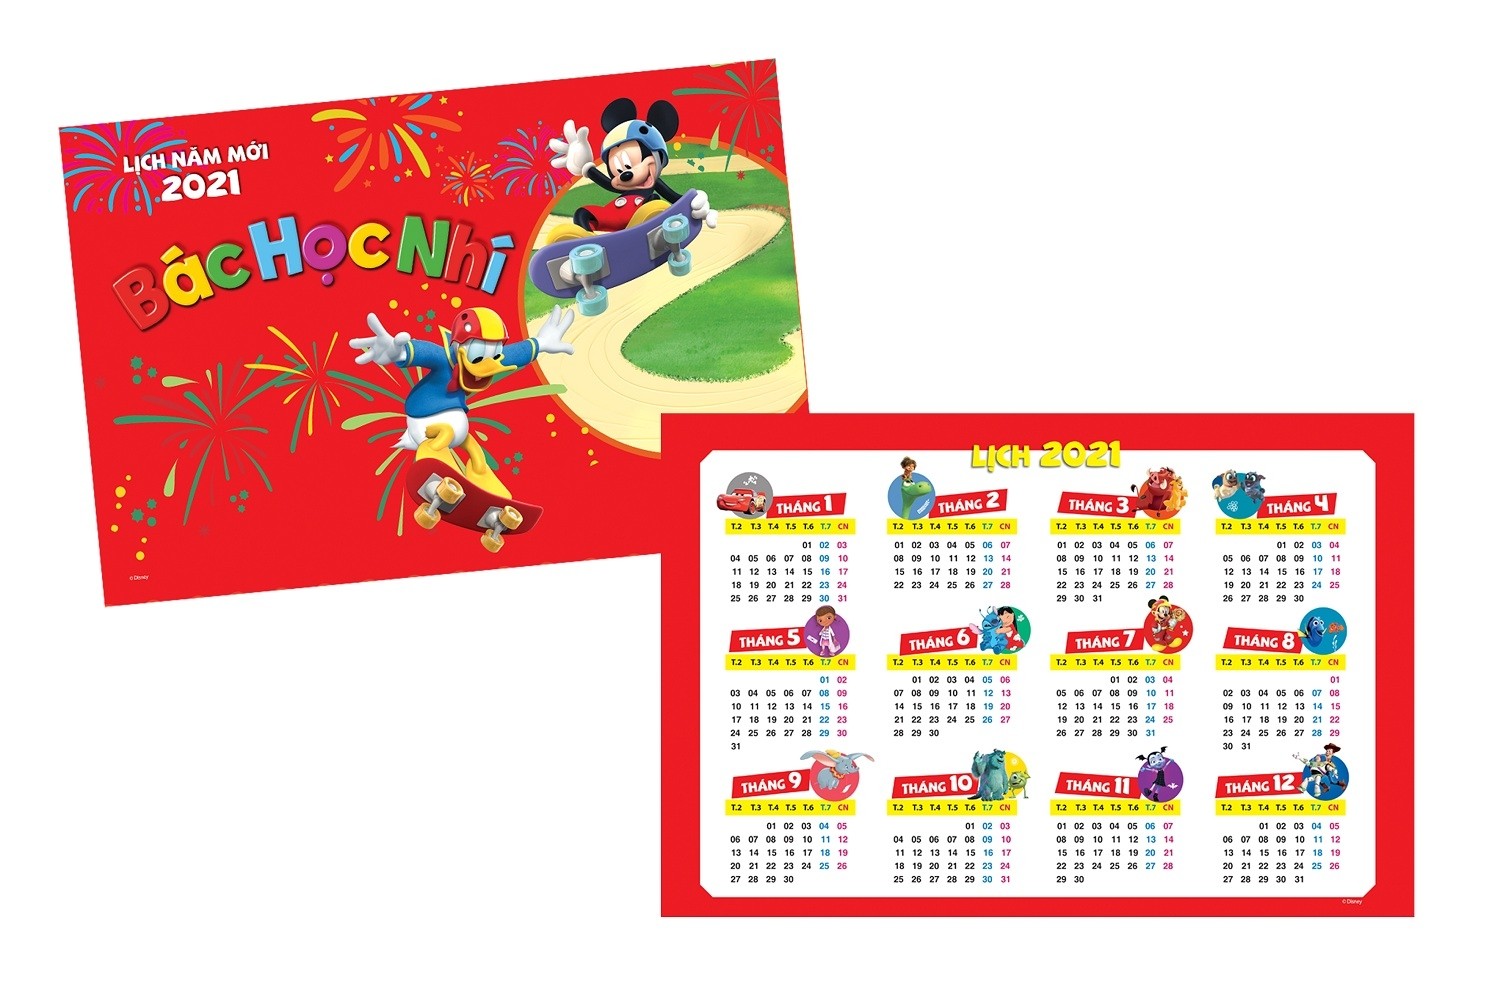 LỊCH NĂM MỚI
2021
Bác Học Nhí
© Disney
LỊCH 2021
THÁNG 1
T.2 T.3 T.4 T.5 T.6 T.7 CN
01 02 03
04 05 06 07 08 09 10
11 12 13 14 15 16 17
18 19 20 21 22 23 24
25 26 27 28 29 30 31
THÁNG 2
T.2 T.3 T.4 T.5 T.6 T.7 CN
01 02 03 04 05 06 07
08 09 10 11 12 13 14
15 16 17 18 19 20 21
22 23 24 25 26 27 28
THÁNG 3
T.2 T.3 T.4 T.5 T.6 T.7 CN
01 02 03 04 05 06 07
08 09 10 11 12 13 14
15 16 17 18 19 20 21
22 23 24 25 26 27 28
29 30 31
THÁNG 4
T.2 T.3 T.4 T.5 T.6 T.7 CN
01 02 03 04
05 06 07 08 09 10 11
12 13 14 15 16 17 18
19 20 21 22 23 24 25
26 27 28 29 30
THÁNG 5
T.2 T.3 T.4 T.5 T.6 T.7 CN
01 02
03 04 05 06 07 08 09
10 11 12 13 14 15 16
17 18 19 20 21 22 23
24 25 26 27 28 29 30
31
THÁNG 6
T.2 T.3 T.4 T.5 T.6 T.7 CN
01 02 03 04 05 06
07 08 09 10 11 12 13
14 15 16 17 18 19 20
21 22 23 24 25 26 27
28 29 30
THÁNG 7
T.2 T.3 T.4 T.5 T.6 T.7 CN
01 02 03 04
05 06 07 08 09 10 11
12 13 14 15 16 17 18
19 20 21 22 23 24 25
26 27 28 29 30 31
THÁNG 8
T.2 T.3 T.4 T.5 T.6 T.7 CN
01
02 03 04 05 06 07 08
09 10 11 12 13 14 15
16 17 18 19 20 21 22
23 24 25 26 27 28 29
30 31
THÁNG 9
T.2 T.3 T.4 T.5 T.6 T.7 CN
01 02 03 04 05
06 07 08 09 10 11 12
13 14 15 16 17 18 19
20 21 22 23 24 25 26
27 28 29 30
THÁNG 10
T.2 T.3 T.4 T.5 T.6 T.7 CN
01 02 03
04 05 06 07 08 09 10
11 12 13 14 15 16 17
18 19 20 21 22 23 24
25 26 27 28 29 30 31
THÁNG 11
T.2 T.3 T.4 T.5 T.6 T.7 CN
01 02 03 04 05 06 07
08 09 10 11 12 13 14
15 16 17 18 19 20 21
22 23 24 25 26 27 28
29 30
THÁNG 12
T.2 T.3 T.4 T.5 T.6 T.7 CN
01 02 03 04 05
06 07 08 09 10 11 12
13 14 15 16 17 18 19
20 21 22 23 24 25 26
27 28 29 30 31
© Disney